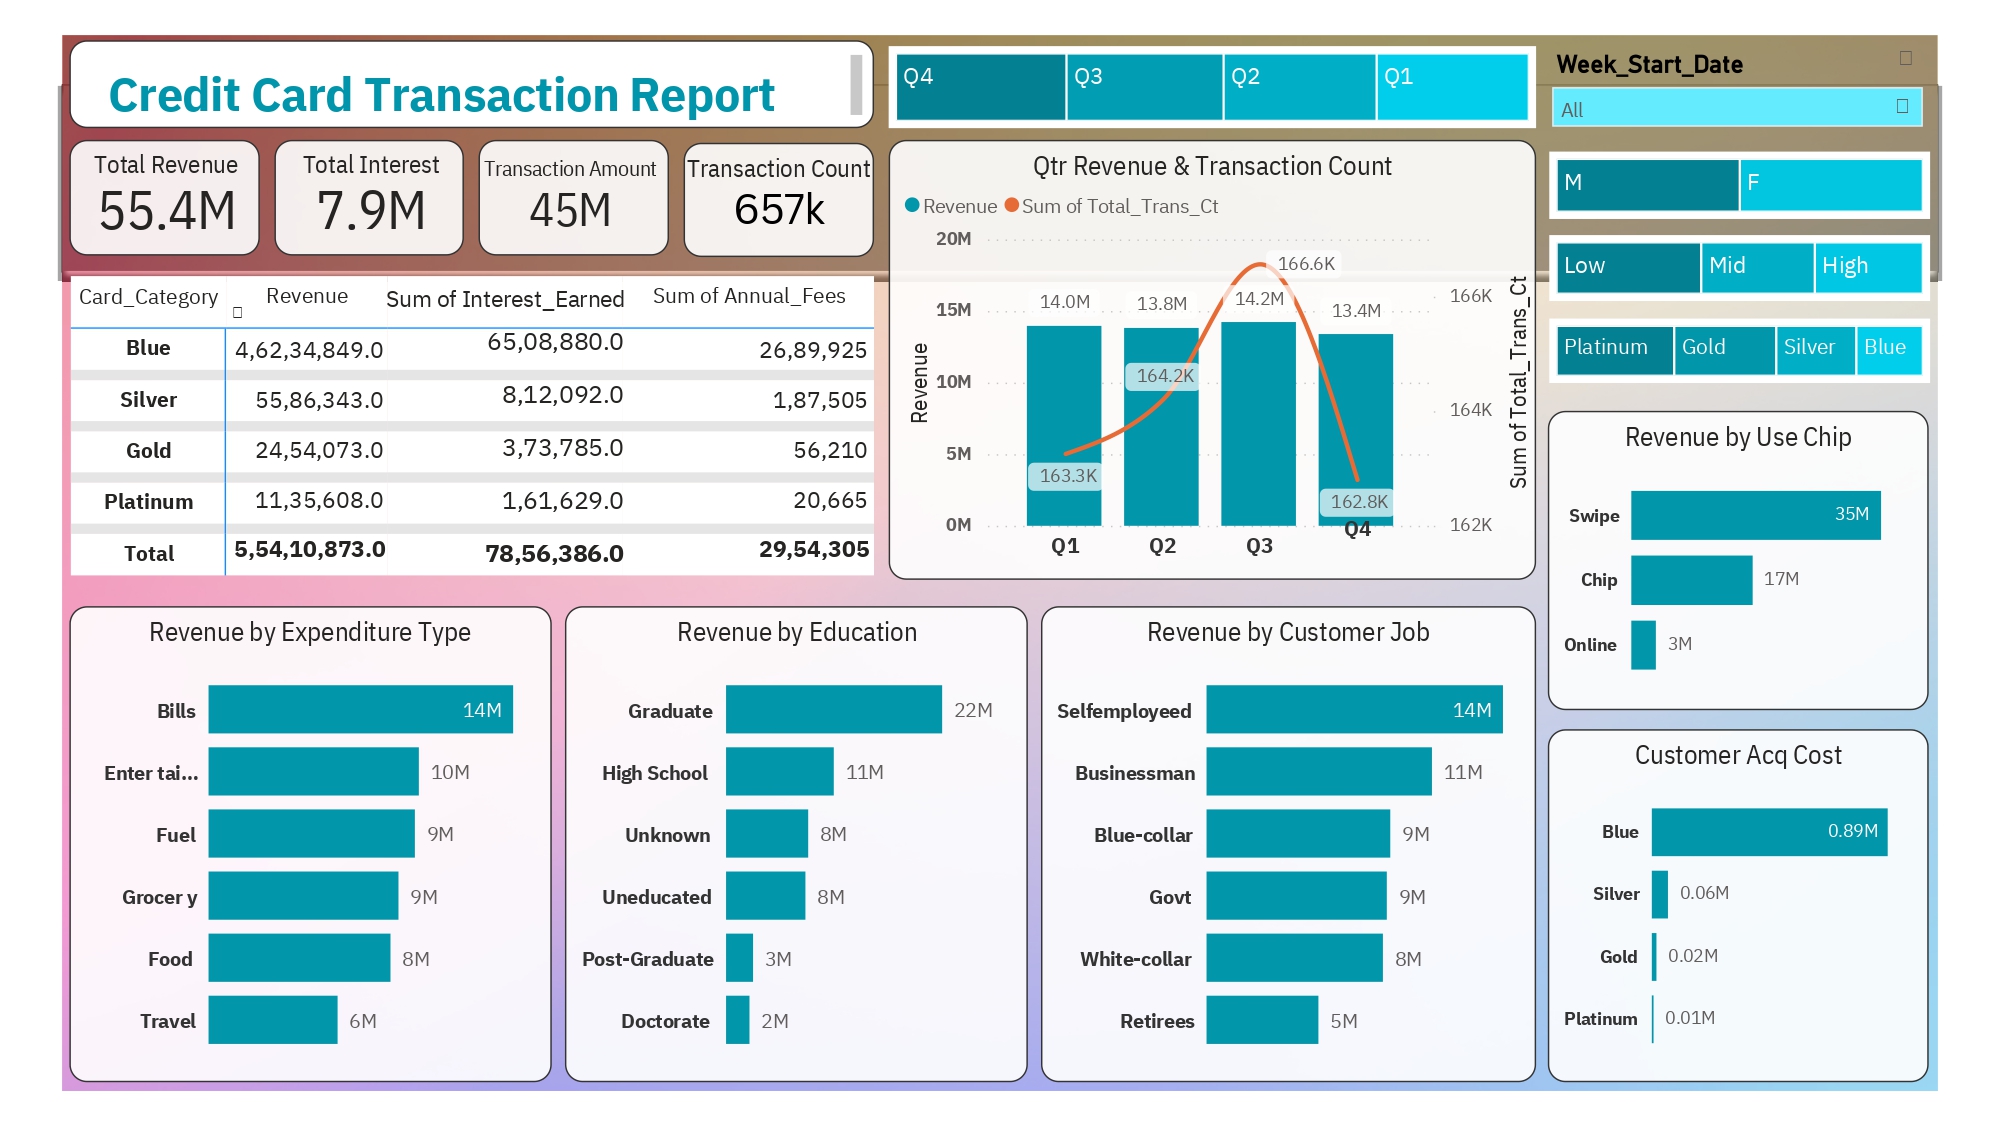 Credit Card Transaction Report
Q4 Q3 Q2 Q1
Week_Start_Date
All
Total Revenue
55.4M
Total Interest
7.9M
Transaction Amount
45M
Transaction Count
657k
M F
Low Mid High
Platinum Gold Silver Blue
Card_Category Revenue Sum of Interest_Earned Sum of Annual_Fees
Blue 4,62,34,849.0 65,08,880.0 26,89,925
Silver 55,86,343.0 8,12,092.0 1,87,505
Gold 24,54,073.0 3,73,785.0 56,210
Platinum 11,35,608.0 1,61,629.0 20,665
Total 5,54,10,873.0 78,56,386.0 29,54,305
Qtr Revenue & Transaction Count
Revenue Sum of Total_Trans_Ct
20M
15M
10M
5M
0M
Revenue
14.0M 13.8M 14.2M 13.4M
163.3K 164.2K 166.6K 162.8K
Q1 Q2 Q3 Q4
166K
164K
162K
Sum of Total_Trans_Ct
Revenue by Use Chip
Swipe 35M
Chip 17M
Online 3M
Revenue by Expenditure Type
Bills 14M
Enter tai... 10M
Fuel 9M
Grocer y 9M
Food 8M
Travel 6M
Revenue by Education
Graduate 22M
High School 11M
Unknown 8M
Uneducated 8M
Post-Graduate 3M
Doctorate 2M
Revenue by Customer Job
Selfemployeed 14M
Businessman 11M
Blue-collar 9M
Govt 9M
White-collar 8M
Retirees 5M
Customer Acq Cost
Blue 0.89M
Silver 0.06M
Gold 0.02M
Platinum 0.01M